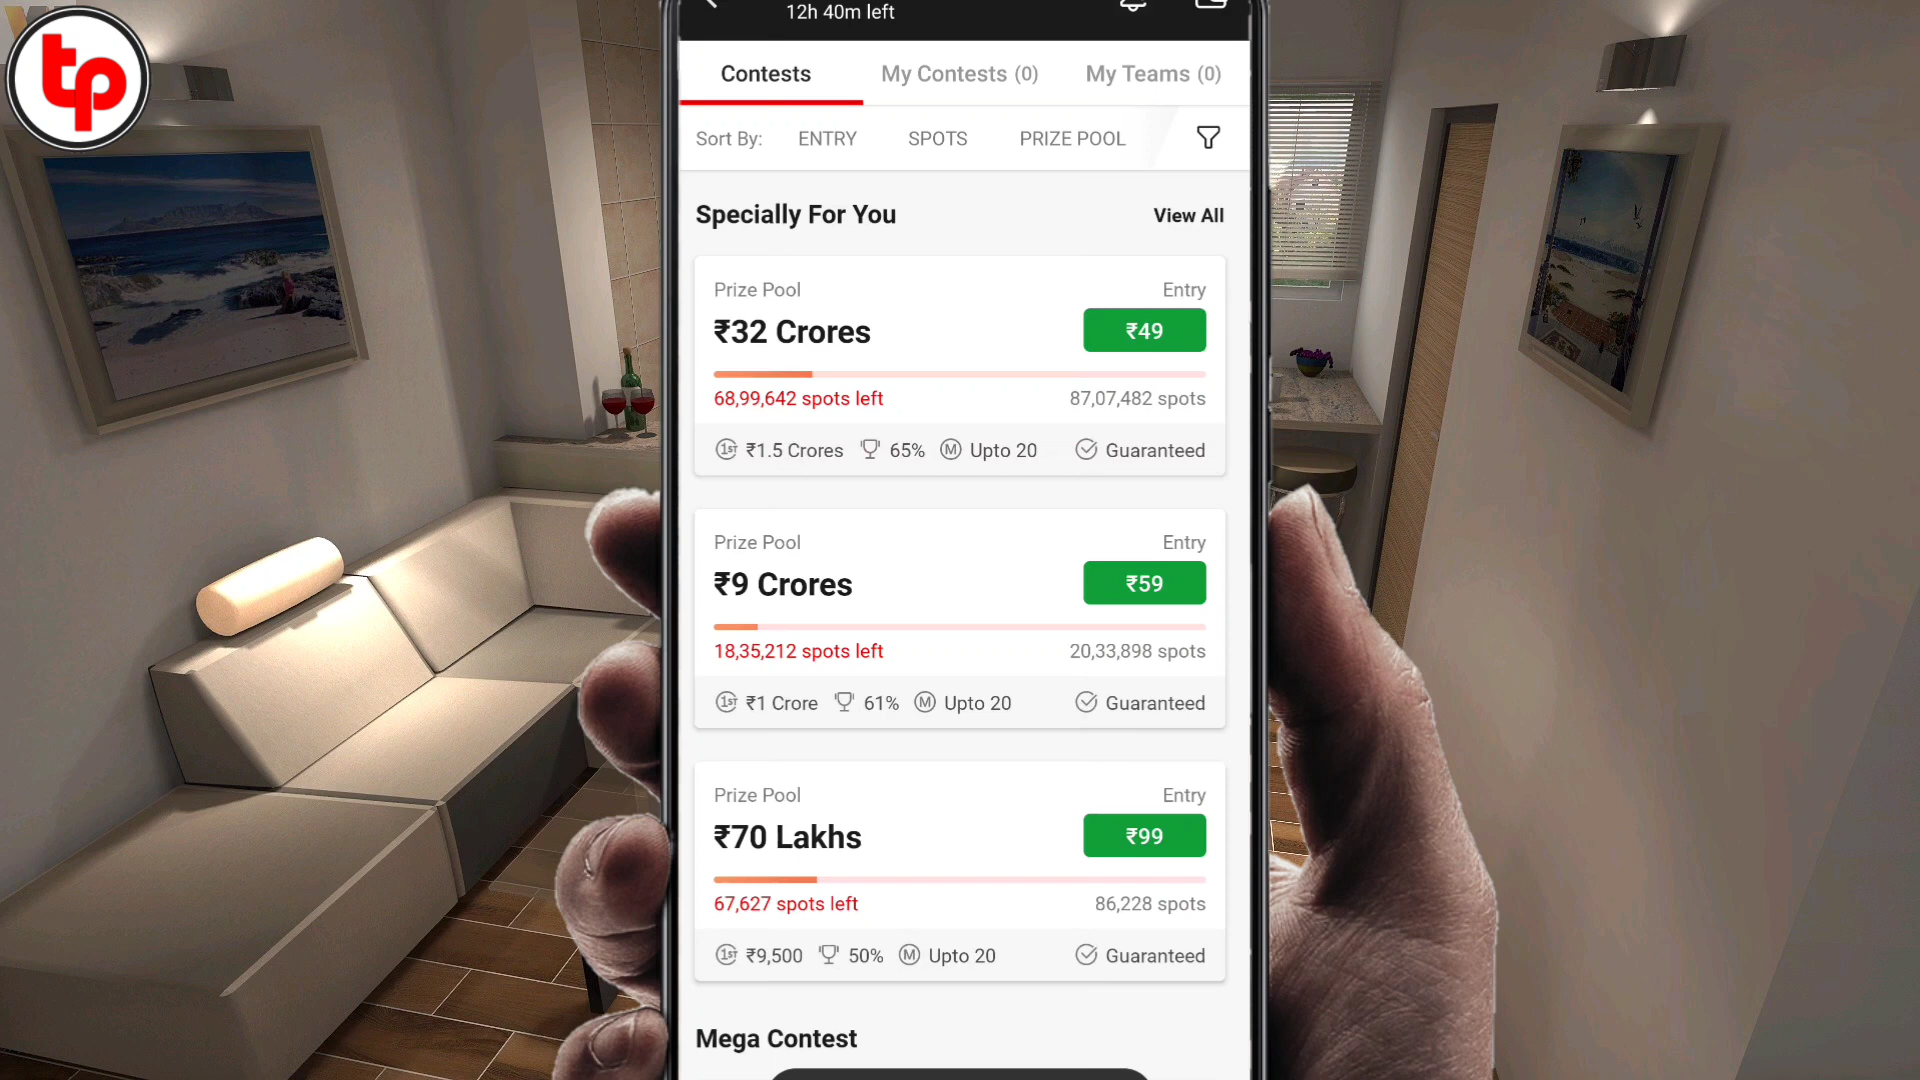 tp
12h 40m left
Contests
My Contests (0)
My Teams (0)
Sort By:
ENTRY
SPOTS
PRIZE POOL
Specially For You
View All
Prize Pool
Entry
₹32 Crores
₹49
68,99,642 spots left
87,07,482 spots
1ST ₹1.5 Crores
65%
M Upto 20
Guaranteed
Prize Pool
Entry
₹9 Crores
₹59
18,35,212 spots left
20,33,898 spots
1ST ₹1 Crore
61%
M Upto 20
Guaranteed
Prize Pool
Entry
₹70 Lakhs
₹99
67,627 spots left
86,228 spots
1ST ₹9,500
50%
M Upto 20
Guaranteed
Mega Contest